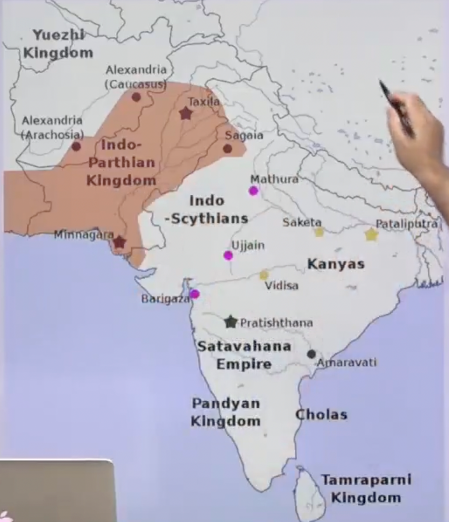 Yuezhi
Kingdom
Alexandria
(Caucasus)
Taxila
Alexandria
(Arachosia)
Sagaia
Indo-
Parthian
Kingdom
Mathura
Indo
-Scythians
Saketa
Pataliputra
Minnagara
Ujjain
Kanyas
Vidisa
Barigaza
Pratishthana
Satavahana
Empire
Amaravati
Pandyan
Kingdom
Cholas
Tamraparni
Kingdom